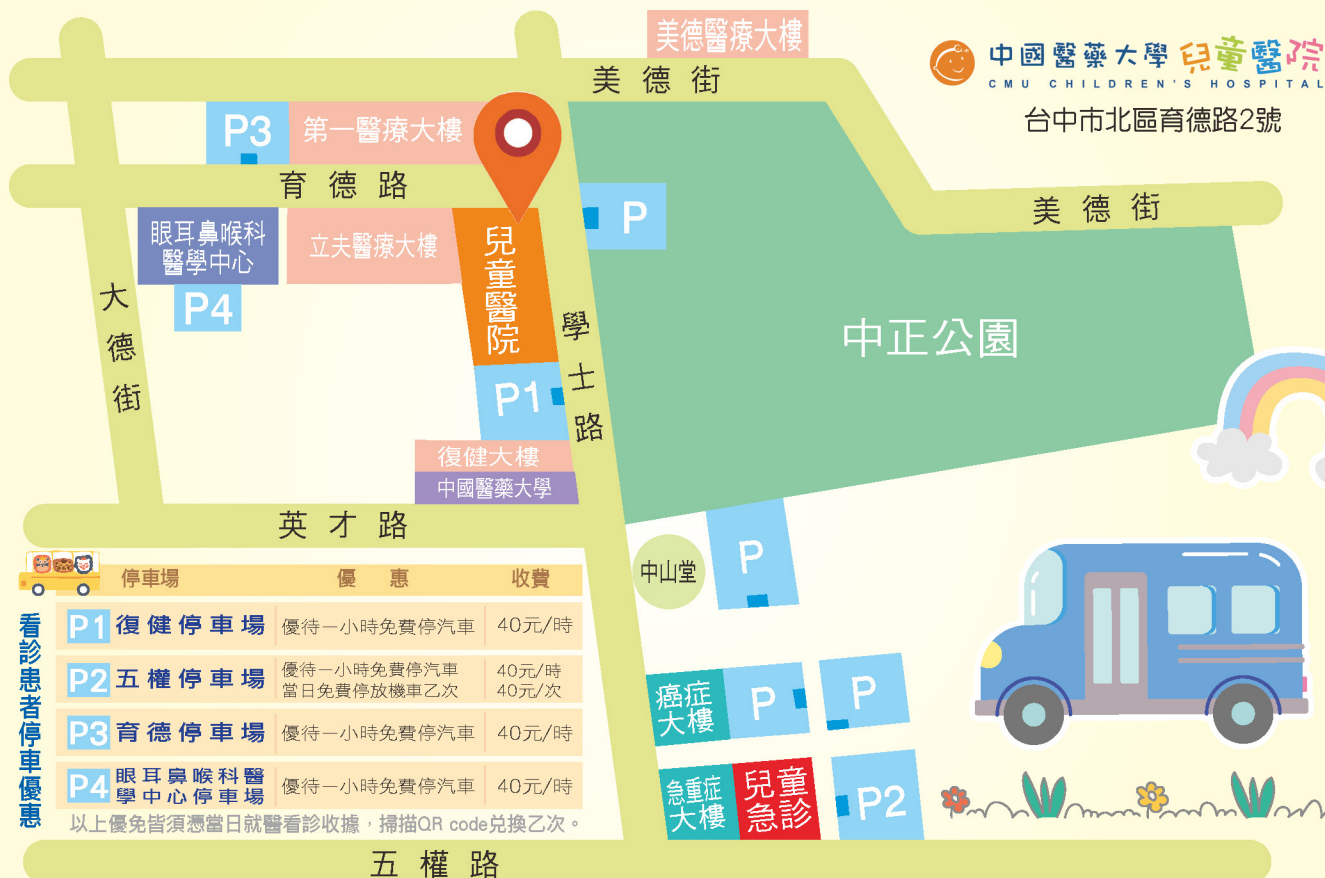 美德醫療大樓
中國醫藥大學 兒童醫院
CMU CHILDREN'S HOSPITAL
台中市北區育德路2號
美德街
P3
第一醫療大樓
育德路
美德街
眼耳鼻喉科
醫學中心
立夫醫療大樓
兒童醫院
P
P4
大德街
學士路
中正公園
P1
復健大樓
中國醫藥大學
英才路
中山堂
P
看診患者停車優惠
停車場 優惠 收費
P1 復健停車場 優待一小時免費停汽車 40元/時
P2 五權停車場 優待一小時免費停汽車 40元/時
當日免費停放機車乙次 40元/次
P3 育德停車場 優待一小時免費停汽車 40元/時
P4 眼耳鼻喉科醫
學中心停車場 優待一小時免費停汽車 40元/時
以上優免皆須憑當日就醫看診收據，掃描QR code兌換乙次。
癌症
大樓
P
P
急重症
大樓
兒童
急診
P2
五權路